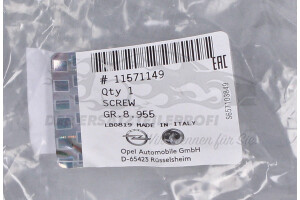 # 11571149
Qty 1
SCREW
GR.8.956
LB0819 MADE IN ITALY
Opel Automobile GmbH
D-65423 Rüsselsheim
EAC